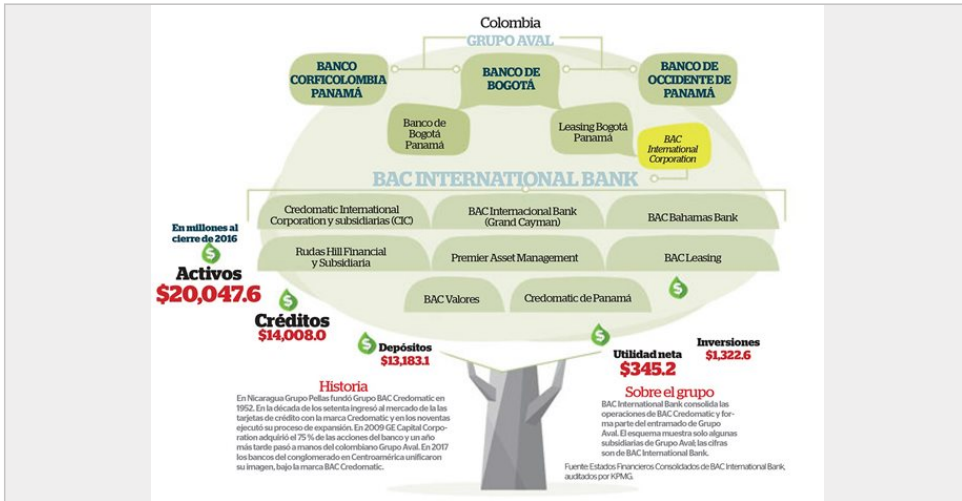 Colombia
GRUPO AVAL
BANCO
CORFICOLOMBIA
PANAMÁ
BANCO DE
BOGOTÁ
BANCO DE
OCCIDENTE DE
PANAMÁ
Banco de
Bogotá
Panamá
Leasing Bogotá
Panamá
BAC
International
Corporation
BAC INTERNATIONAL BANK
Credomatic International
Corporation y subsidiarias (CIC)
BAC Internacional Bank
(Grand Cayman)
BAC Bahamas Bank
Rudas Hill Financial
y Subsidiaria
Premier Asset Management
BAC Leasing
BAC Valores
Credomatic de Panamá
En millones al
cierre de 2016
$
Activos
$20,047.6
$
Créditos
$14,008.0
$
Depósitos
$13,183.1
$
Utilidad neta
$345.2
$
Inversiones
$1,322.6
Historia
En Nicaragua Grupo Pellas fundó Grupo BAC Credomatic en
1952. En la década de los setenta ingresó al mercado de la las
tarjetas de crédito con la marca Credomatic y en los noventas
ejecutó su proceso de expansión. En 2009 GE Capital Corpo-
ration adquirió el 75 % de las acciones del banco y un año
más tarde pasó a manos del colombiano Grupo Aval. En 2017
los bancos del conglomerado en Centroamérica unificaron
su imagen, bajo la marca BAC Credomatic.
Sobre el grupo
BAC International Bank consolida las
operaciones de BAC Credomatic y for-
ma parte del entramado de Grupo
Aval. El esquema muestra solo algunas
subsidiarias de Grupo Aval; las cifras
son de BAC International Bank.
Fuente: Estados Financieros Consolidados de BAC International Bank,
auditados por KPMG.